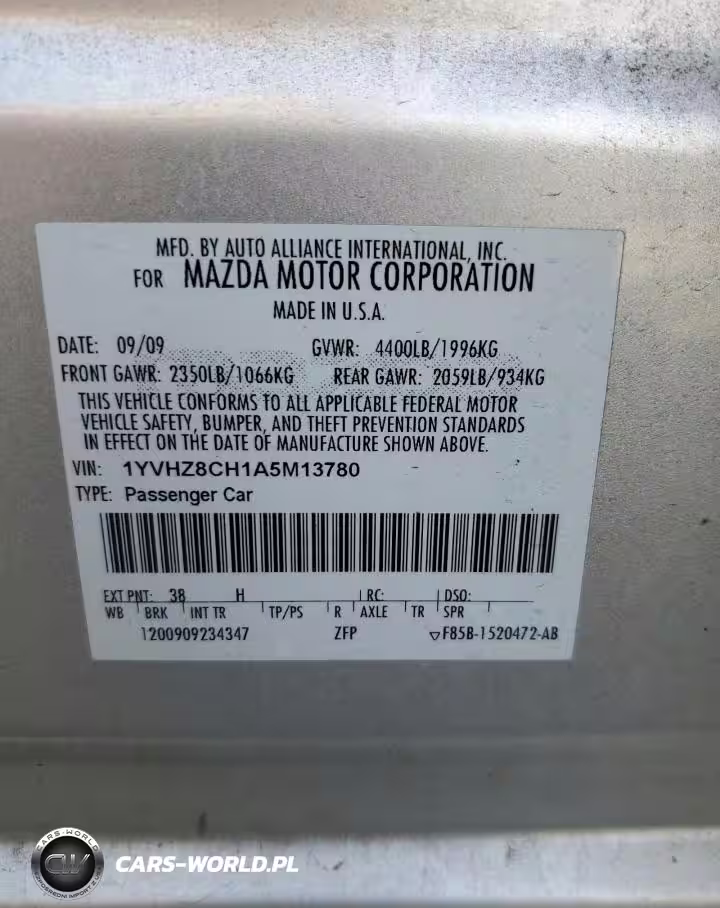 MFD. BY AUTO ALLIANCE INTERNATIONAL, INC.
FOR MAZDA MOTOR CORPORATION
MADE IN U.S.A.
DATE: 09/09 GVWR: 4400LB/1996KG
FRONT GAWR: 2350LB/1066KG REAR GAWR: 2059LB/934KG
THIS VEHICLE CONFORMS TO ALL APPLICABLE FEDERAL MOTOR
VEHICLE SAFETY, BUMPER, AND THEFT PREVENTION STANDARDS
IN EFFECT ON THE DATE OF MANUFACTURE SHOWN ABOVE.
VIN: 1YVHZ8CH1A5M13780
TYPE: Passenger Car
EXT PNT: 38 H RC: DSO:
WB BRK INT TR TP/PS R AXLE TR SPR
1200909234347 ZFP ▽F85B-1520472-AB
CARS-WORLD
CW
CARS-WORLD.PL